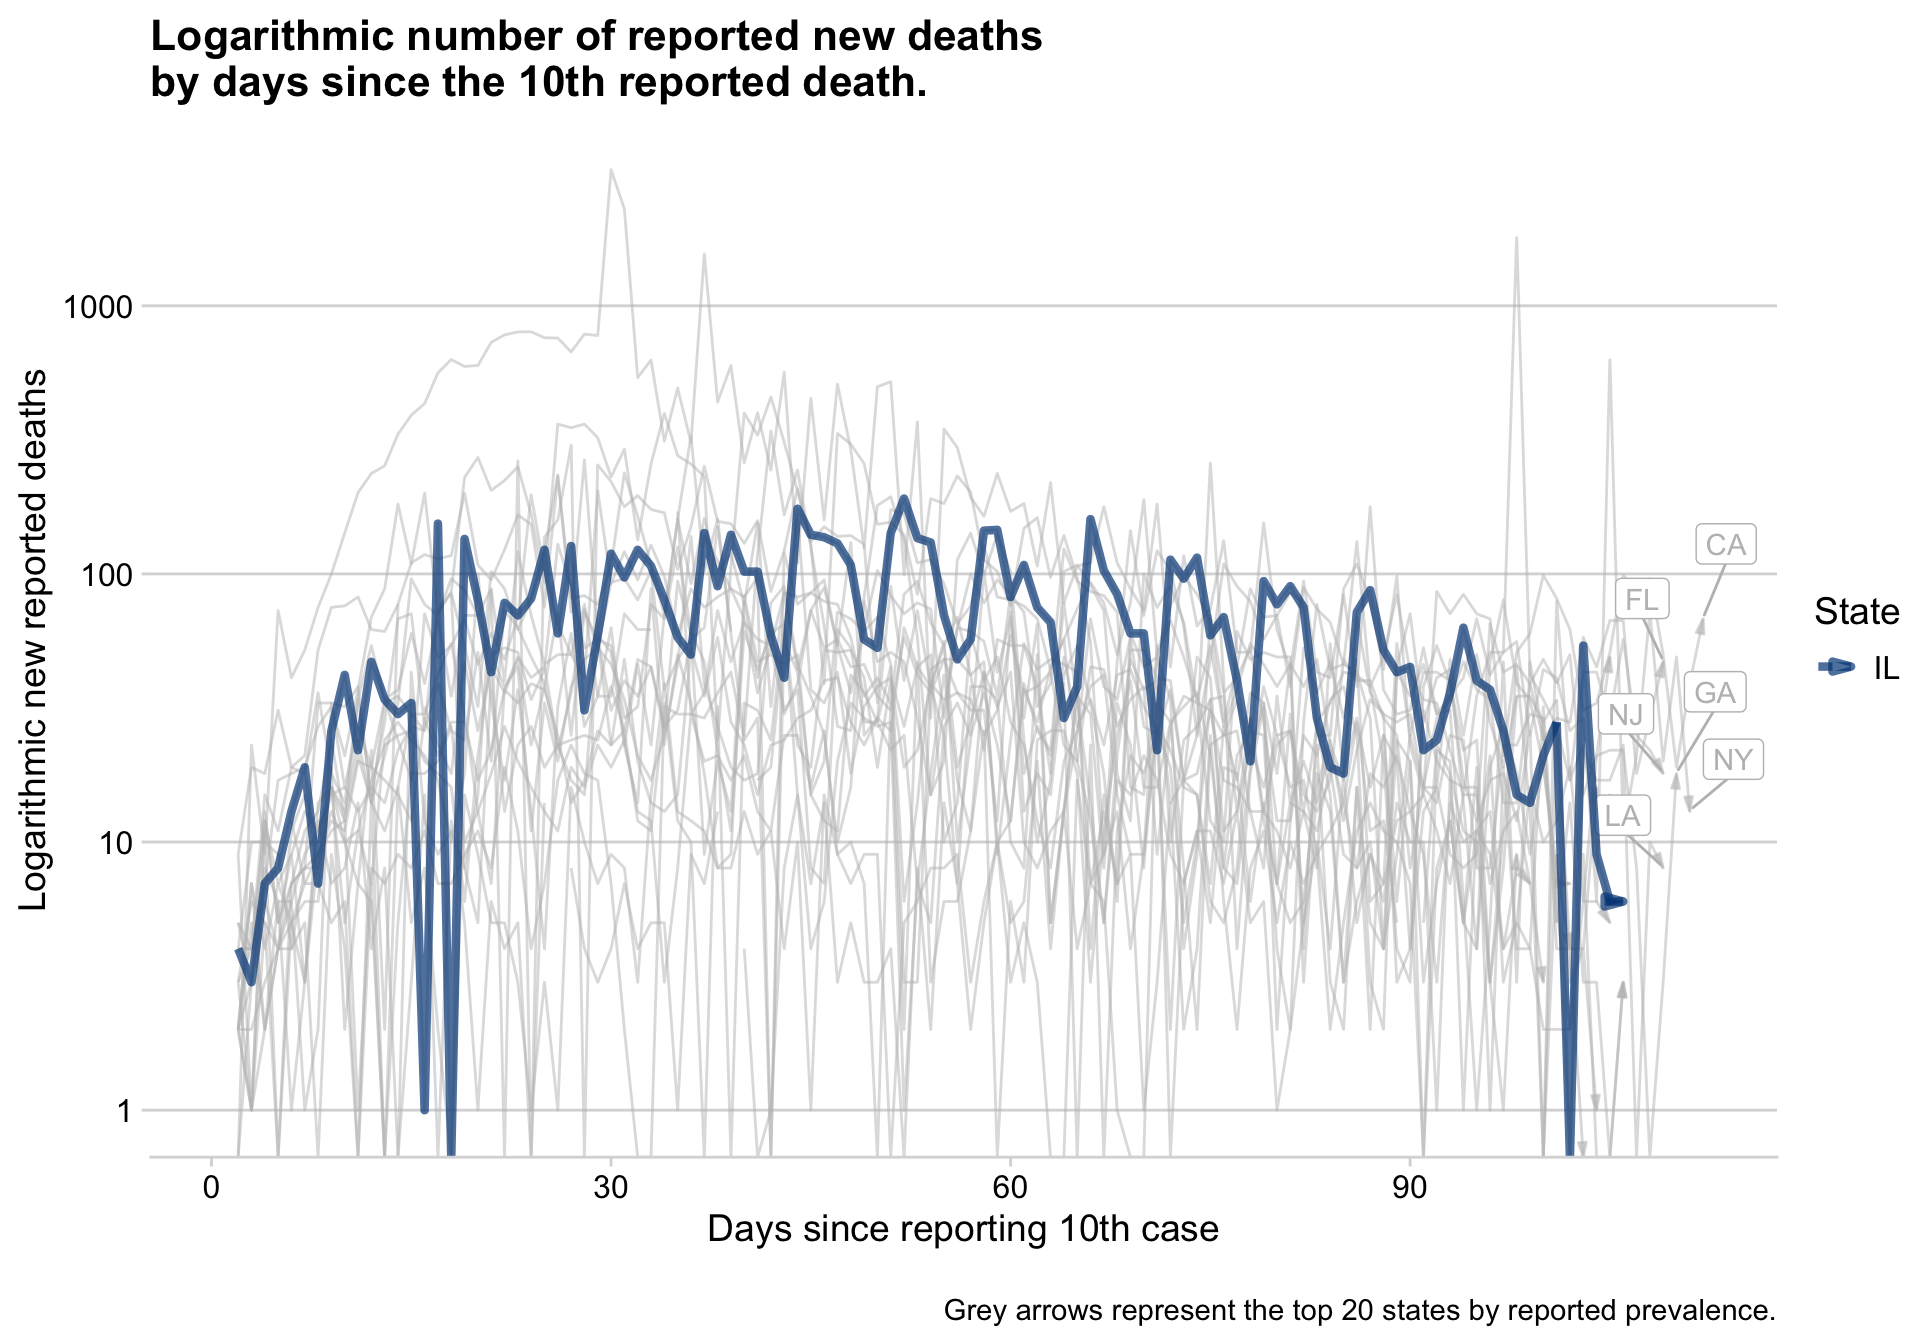 Logarithmic number of reported new deaths
by days since the 10th reported death.
Logarithmic new reported deaths
1000
100
10
1
0
30
60
90
Days since reporting 10th case
CA
FL
GA
NJ
NY
LA
State
IL
Grey arrows represent the top 20 states by reported prevalence.